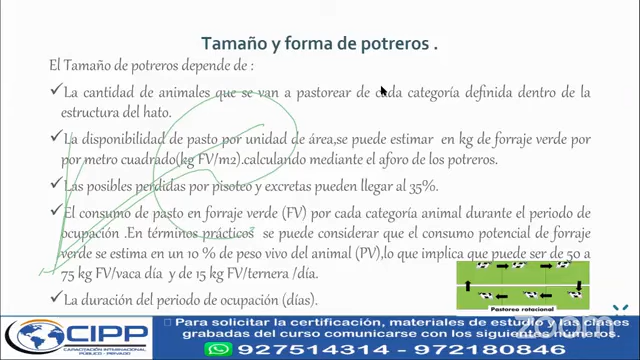 Tamaño y forma de potreros .
El Tamaño de potreros depende de :
✓La cantidad de animales que se van a pastorear de cada categoría definida dentro de la
estructura del hato.
✓La disponibilidad de pasto por unidad de área,se puede estimar en kg de forraje verde por
por metro cuadrado(kg FV/m2).calculando mediante el aforo de los potreros.
✓Las posibles perdidas por pisoteo y excretas pueden llegar al 35%.
✓El consumo de pasto en forraje verde (FV) por cada categoría animal durante el periodo de
ocupación .En términos prácticos se puede considerar que el consumo potencial de forraje
verde se estima en un 10 % de peso vivo del animal (PV),lo que implica que puede ser de 50 a
75 kg FV/vaca día y de 15 kg FV/ternera /día.
✓La duración del periodo de ocupación (días).
Pastoreo rotacional
zoom
CIPP
CAPACITACIÓN INTERNACIONAL
PÚBLICO - PRIVADO
Para solicitar la certificación, materiales de estudio y las clases
grabadas del curso comunicarse con los siguientes números.
927514314 - 972180846